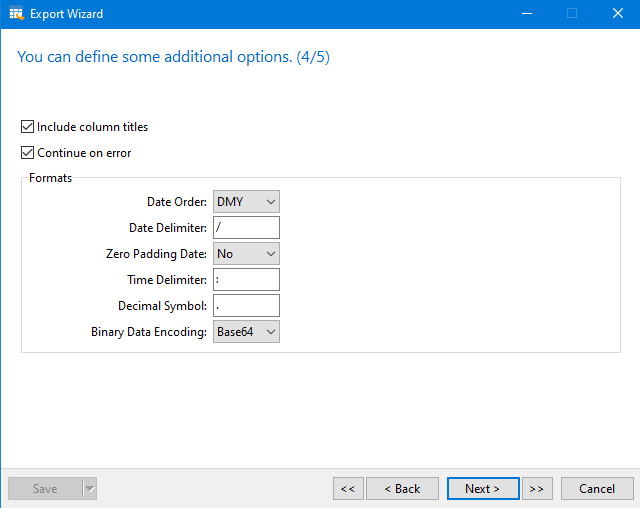 Export Wizard
You can define some additional options. (4/5)
Include column titles
Continue on error
Formats
Date Order: DMY
Date Delimiter: /
Zero Padding Date: No
Time Delimiter: :
Decimal Symbol: .
Binary Data Encoding: Base64
Save << < Back Next > >> Cancel